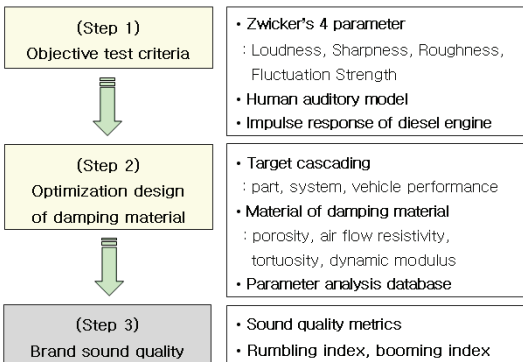 (Step 1)
Objective test criteria
• Zwicker's 4 parameter
: Loudness, Sharpness, Roughness,
Fluctuation Strength
• Human auditory model
• Impulse response of diesel engine
(Step 2)
Optimization design
of damping material
• Target cascading
: part, system, vehicle performance
• Material of damping material
: porosity, air flow resistivity,
tortuosity, dynamic modulus
• Parameter analysis database
(Step 3)
Brand sound quality
• Sound quality metrics
• Rumbling index, booming index